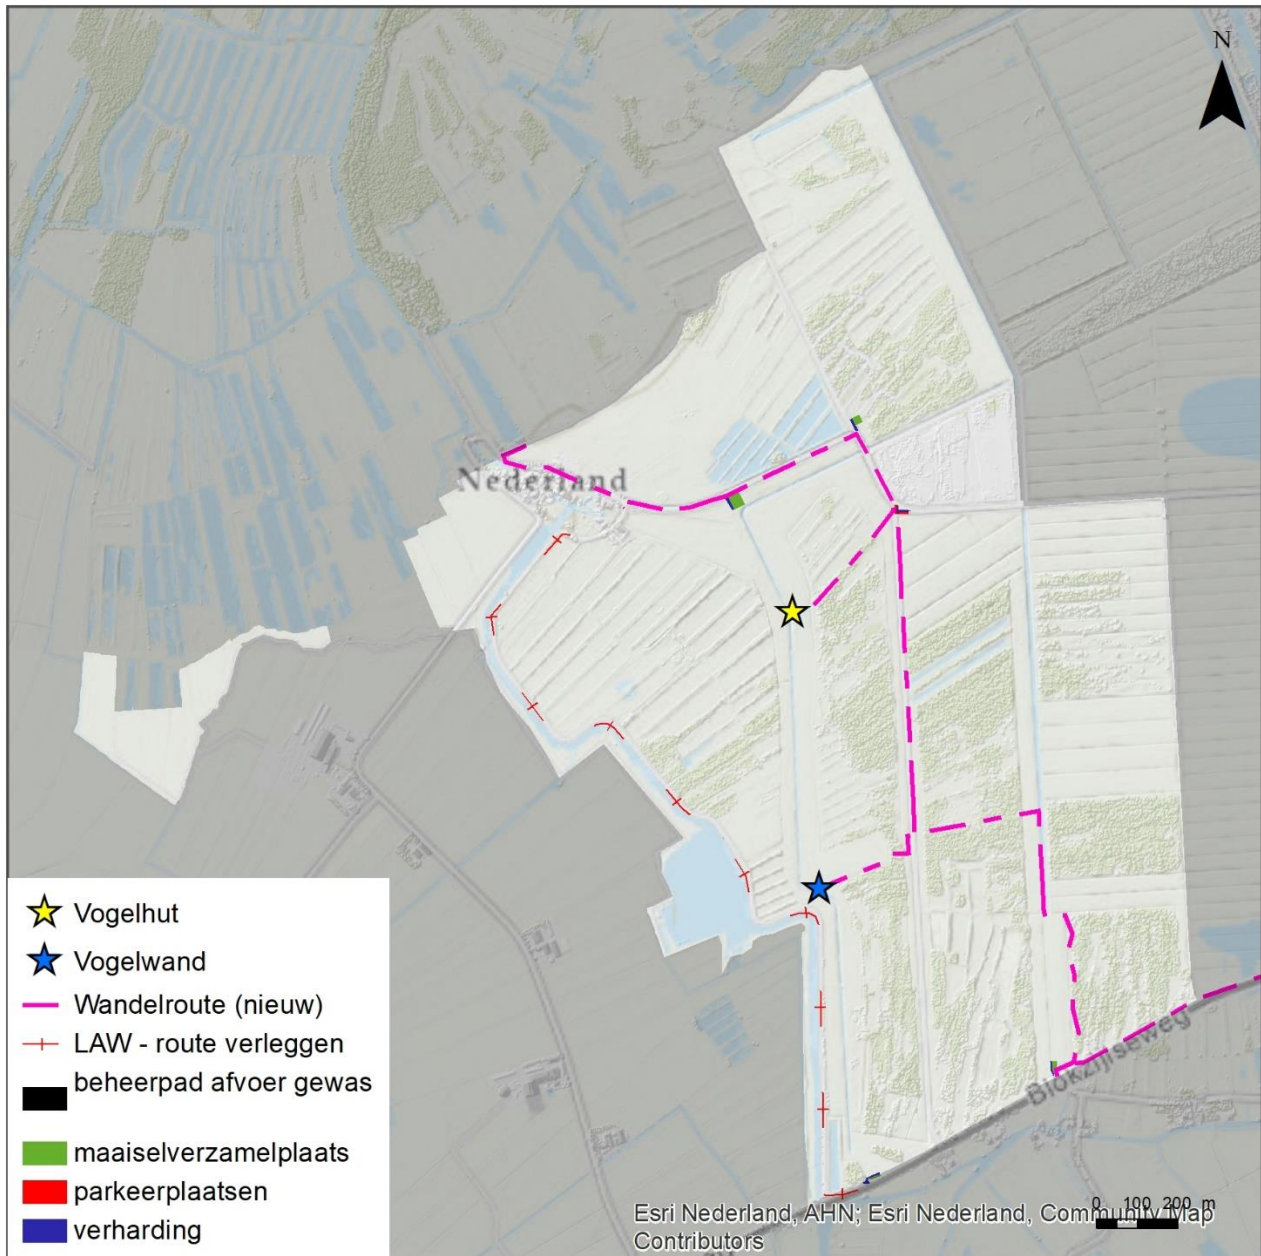 N
Nederland
Vogelhut
Vogelwand
Wandelroute (nieuw)
LAW - route verleggen
beheerpad afvoer gewas
maaiselverzamelplaats
parkeerplaatsen
verharding
Blokzijlseweg
0 100 200 m
Esri Nederland, AHN; Esri Nederland, Community Map
Contributors